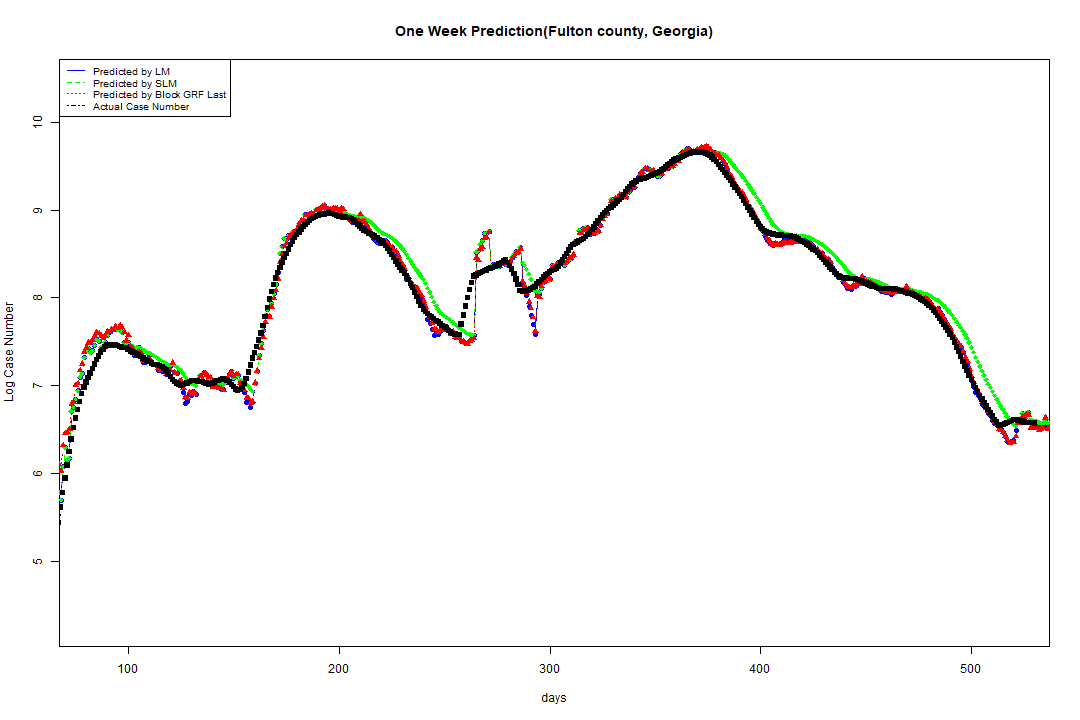 One Week Prediction(Fulton county, Georgia)
Predicted by LM
Predicted by SLM
Predicted by Block GRF Last
Actual Case Number
10
9
8
7
6
5
Log Case Number
100 200 300 400 500
days